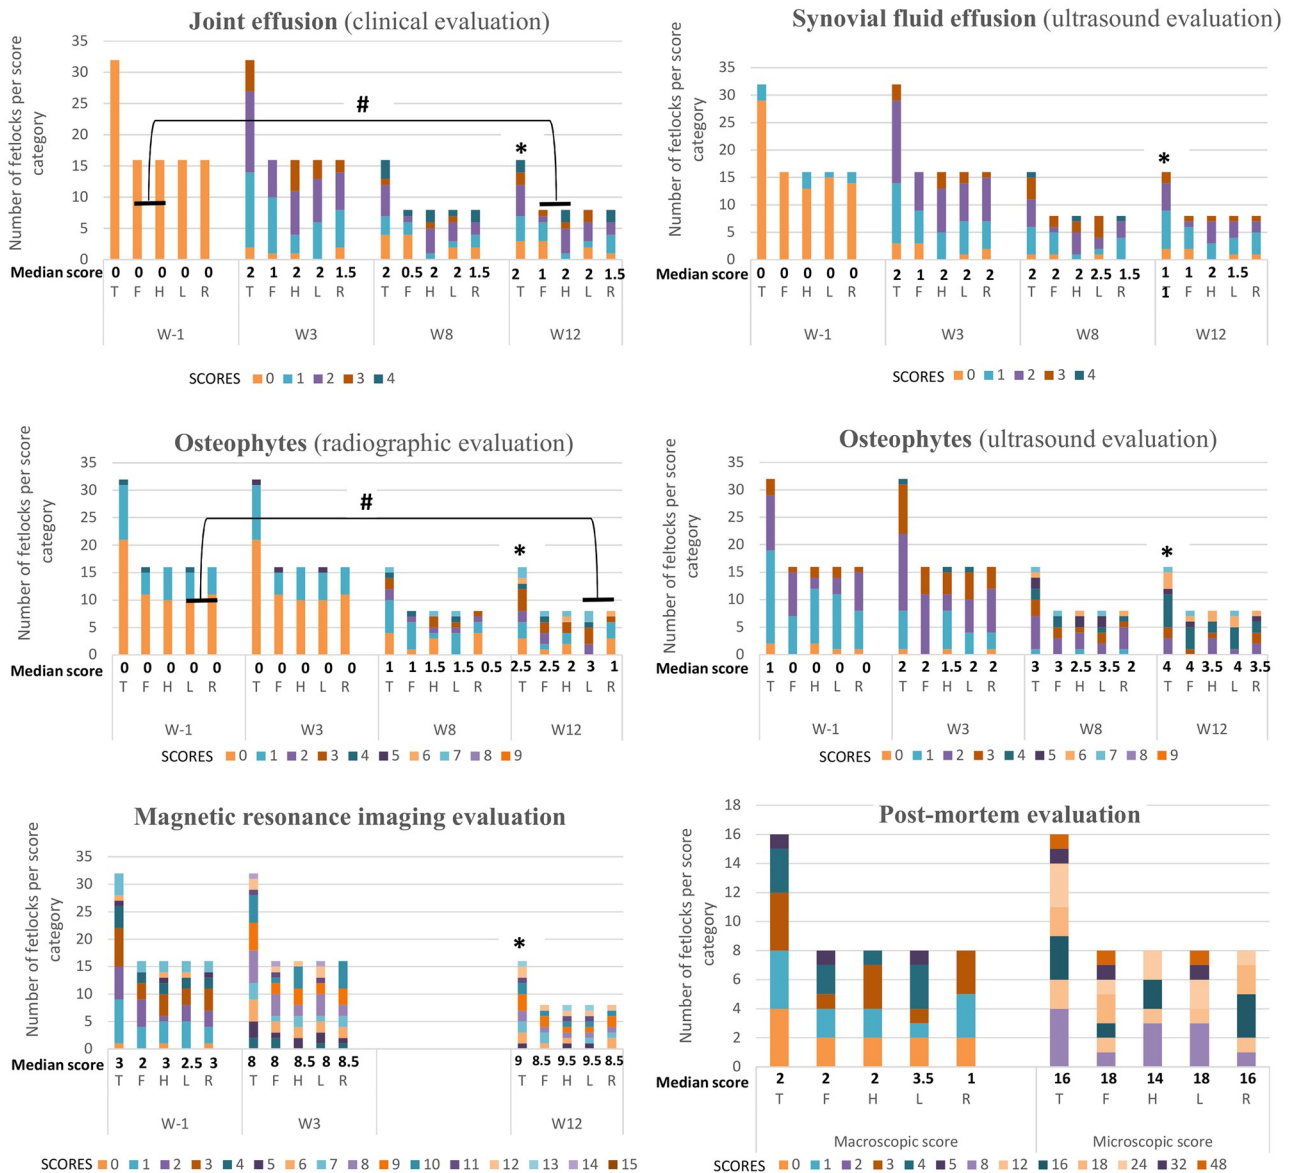 Joint effusion (clinical evaluation)
Number of fetlocks per score
category
35
30
25
20
15
10
5
0
#
*
Median score 0 0 0 0 0 2 1 2 2 1.5 2 0.5 2 2 1.5 2 1 2 2 1.5
T F H L R T F H L R T F H L R T F H L R
W-1 W3 W8 W12
SCORES 0 1 2 3 4
Synovial fluid effusion (ultrasound evaluation)
Number of fetlocks per score
category
35
30
25
20
15
10
5
0
*
Median score 0 0 0 0 0 2 1 2 2 2 2 1 2 2.5 1.5 1 1 2 1.5
T F H L R T F H L R T F H L R T F H L R
1
W-1 W3 W8 W12
SCORES 0 1 2 3 4
Osteophytes (radiographic evaluation)
Number of fetlocks per score
category
35
30
25
20
15
10
5
0
#
*
Median score 0 0 0 0 0 0 0 0 0 0 1 1 1.5 1.5 0.5 2.5 2.5 2 3 1
T F H L R T F H L R T F H L R T F H L R
W-1 W3 W8 W12
SCORES 0 1 2 3 4 5 6 7 8 9
Osteophytes (ultrasound evaluation)
Number of feltocks per score
category
35
30
25
20
15
10
5
0
*
Median score 1 0 0 0 0 2 2 1.5 2 2 3 3 2.5 3.5 2 4 4 3.5 4 3.5
T F H L R T F H L R T F H L R T F H L R
W-1 W3 W8 W12
SCORES 0 1 2 3 4 5 6 7 8 9
Magnetic resonance imaging evaluation
Number of fetlocks per score
category
35
30
25
20
15
10
5
0
*
Median score 3 2 3 2.5 3 8 8 8.5 8 8.5 9 8.5 9.5 9.5 8.5
T F H L R T F H L R T F H L R
W-1 W3 W12
SCORES 0 1 2 3 4 5 6 7 8 9 10 11 12 13 14 15
Post-mortem evaluation
Number of fetlocks per score
category
18
16
14
12
10
8
6
4
2
0
Median score 2 2 2 3.5 1 16 18 14 18 16
T F H L R T F H L R
Macroscopic score Microscopic score
SCORES 0 1 2 3 4 5 8 12 16 18 24 32 48